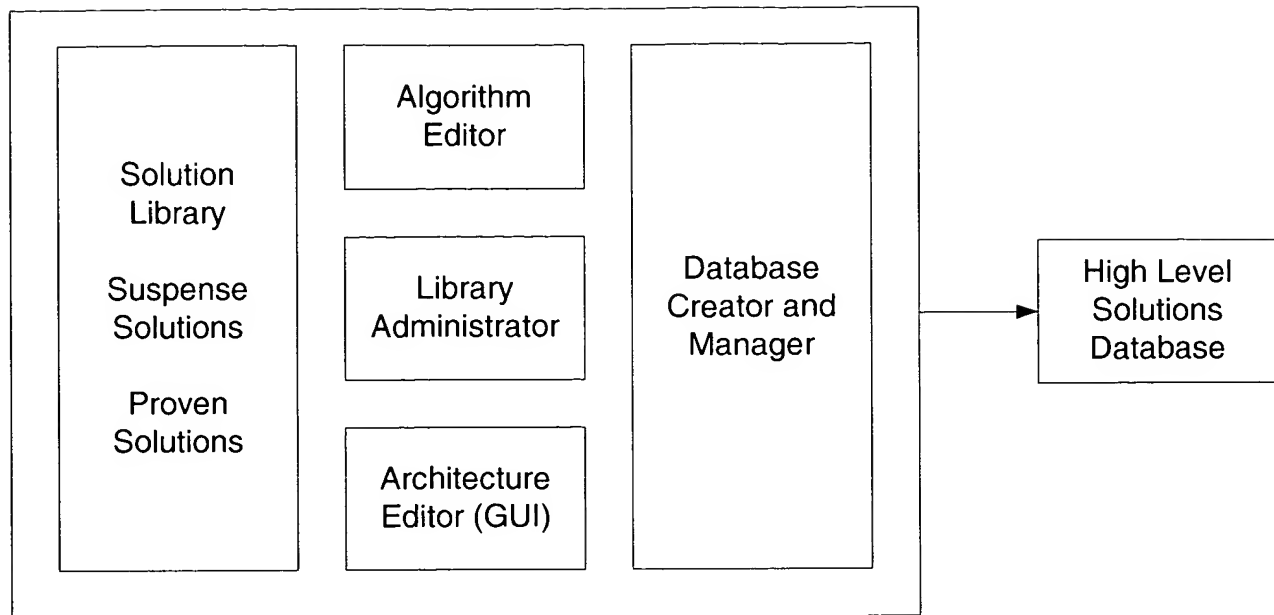 Solution
Library
Suspense
Solutions
Proven
Solutions
Algorithm
Editor
Library
Administrator
Architecture
Editor (GUI)
Database
Creator and
Manager
High Level
Solutions
Database